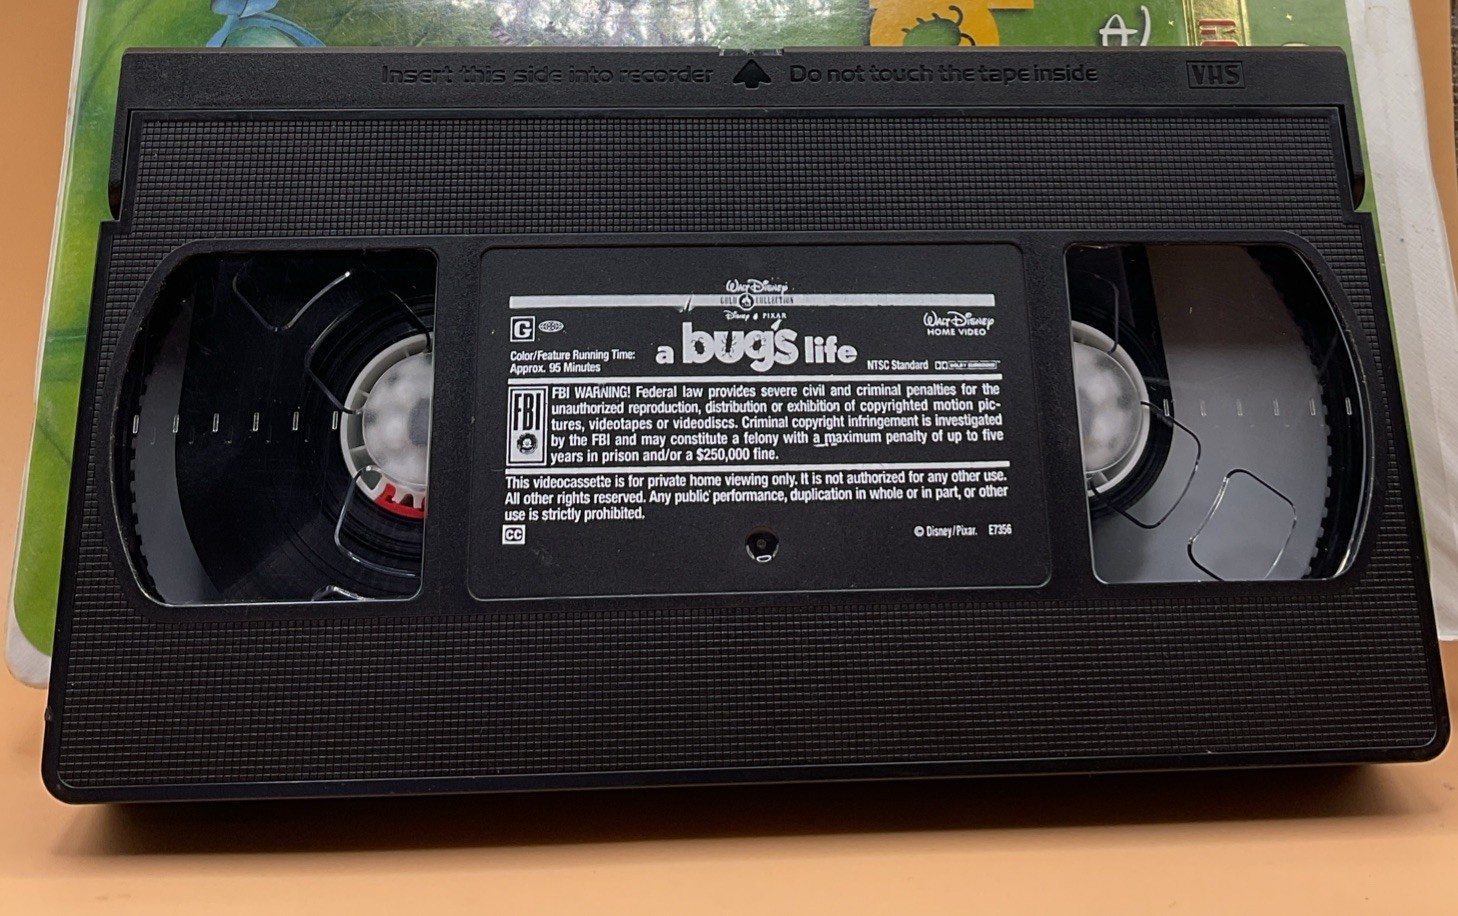 Insert this side into recorder Do not touch the tape inside VHS
Walt Disney
GOLD COLLECTION
Disney PIXAR
G
a bug's life
Walt Disney
HOME VIDEO
Color/Feature Running Time:
Approx. 95 Minutes
NTSC Standard
FBI
FBI WARNING! Federal law provides severe civil and criminal penalties for the
unauthorized reproduction, distribution or exhibition of copyrighted motion pic-
tures, videotapes or videodiscs. Criminal copyright infringement is investigated
by the FBI and may constitute a felony with a maximum penalty of up to five
years in prison and/or a $250,000 fine.
This videocassette is for private home viewing only. It is not authorized for any other use.
All other rights reserved. Any public performance, duplication in whole or in part, or other
use is strictly prohibited.
CC
© Disney/Pixar. E7356